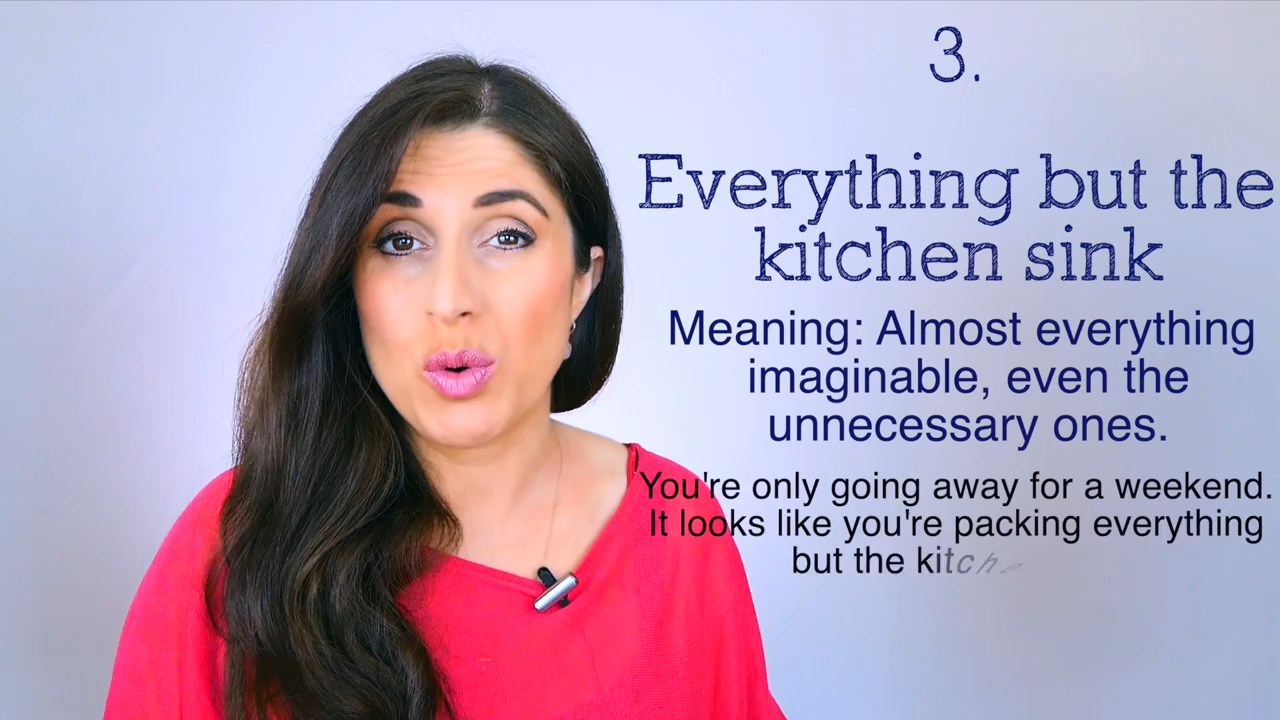 3.
Everything but the
kitchen sink
Meaning: Almost everything
imaginable, even the
unnecessary ones.
You're only going away for a weekend.
It looks like you're packing everything
but the kitche